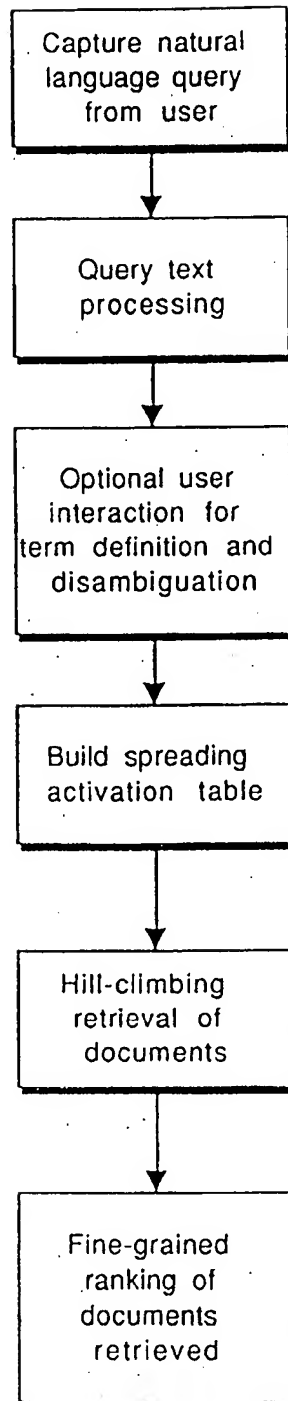 Capture natural
language query
from user
Query text
processing
Optional user
interaction for
term definition and
disambiguation
Build spreading
activation table
Hill-climbing
retrieval of
documents
Fine-grained
ranking of
documents
retrieved